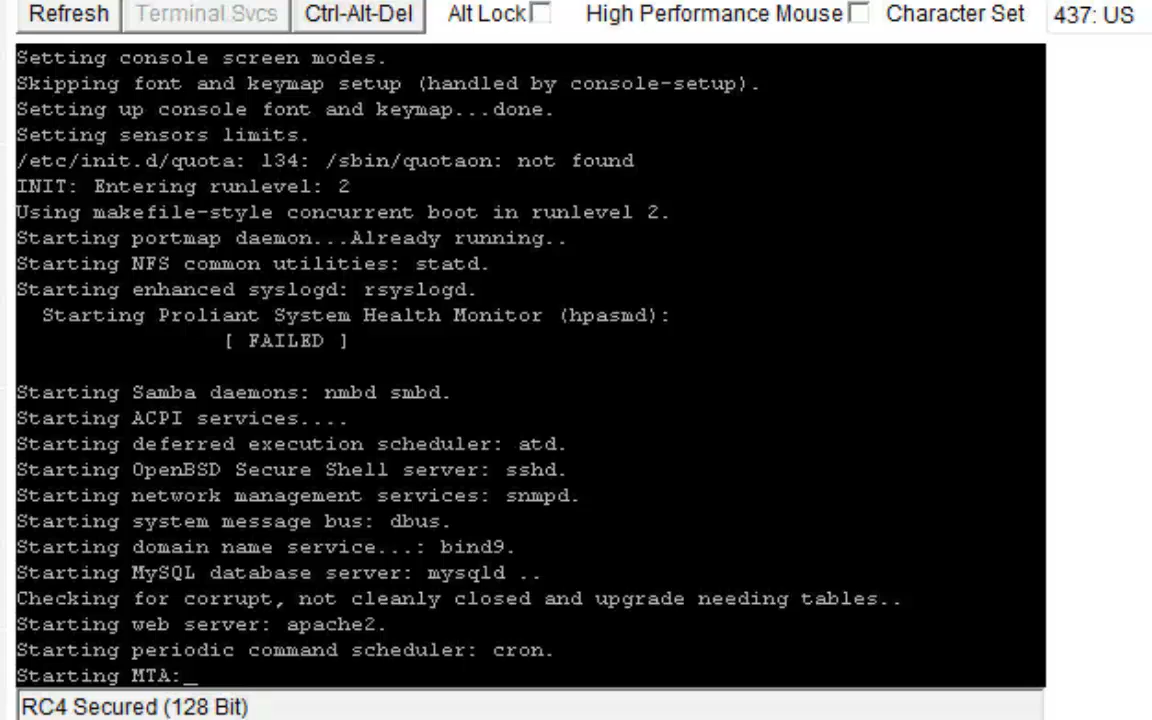 Refresh Terminal Svcs Ctrl-Alt-Del Alt Lock High Performance Mouse Character Set 437: US
Setting console screen modes.
Skipping font and keymap setup (handled by console-setup).
Setting up console font and keymap...done.
Setting sensors limits.
/etc/init.d/quota: 134: /sbin/quotaon: not found
INIT: Entering runlevel: 2
Using makefile-style concurrent boot in runlevel 2.
Starting portmap daemon...Already running..
Starting NFS common utilities: statd.
Starting enhanced syslogd: rsyslogd.
Starting Proliant System Health Monitor (hpasmd):
[ FAILED ]
Starting Samba daemons: nmbd smbd.
Starting ACPI services....
Starting deferred execution scheduler: atd.
Starting OpenBSD Secure Shell server: sshd.
Starting network management services: snmpd.
Starting system message bus: dbus.
Starting domain name service...: bind9.
Starting MySQL database server: mysqld ..
Checking for corrupt, not cleanly closed and upgrade needing tables..
Starting web server: apache2.
Starting periodic command scheduler: cron.
Starting MTA:_
RC4 Secured (128 Bit)